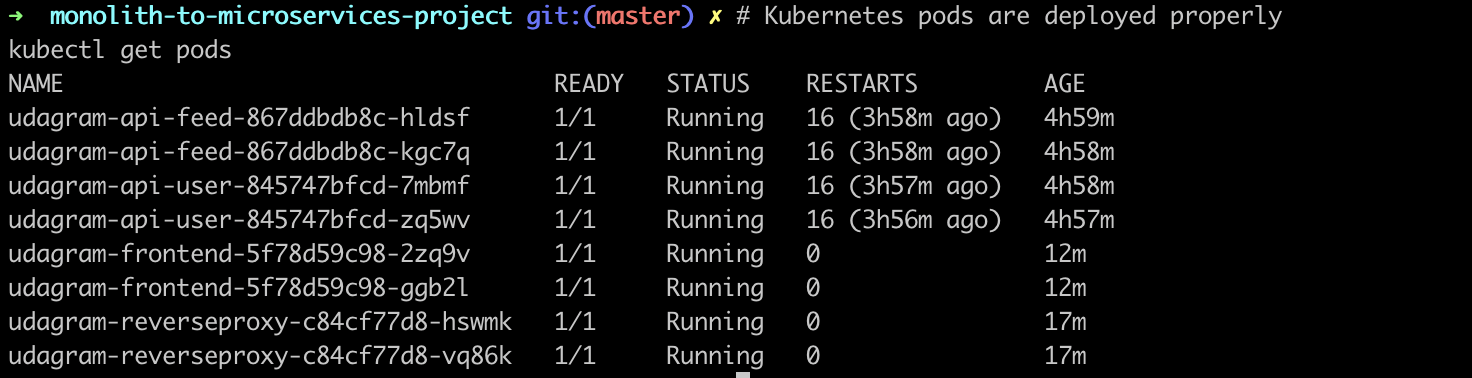 ➜  monolith-to-microservices-project git:(master) ✗ # Kubernetes pods are deployed properly
kubectl get pods
NAME                                    READY   STATUS    RESTARTS         AGE
udagram-api-feed-867ddbdb8c-hldsf       1/1     Running   16 (3h58m ago)   4h59m
udagram-api-feed-867ddbdb8c-kgc7q       1/1     Running   16 (3h58m ago)   4h58m
udagram-api-user-845747bfcd-7mbmf       1/1     Running   16 (3h57m ago)   4h58m
udagram-api-user-845747bfcd-zq5wv       1/1     Running   16 (3h56m ago)   4h57m
udagram-frontend-5f78d59c98-2zq9v       1/1     Running   0                12m
udagram-frontend-5f78d59c98-ggb2l       1/1     Running   0                12m
udagram-reverseproxy-c84cf77d8-hswmk    1/1     Running   0                17m
udagram-reverseproxy-c84cf77d8-vq86k    1/1     Running   0                17m